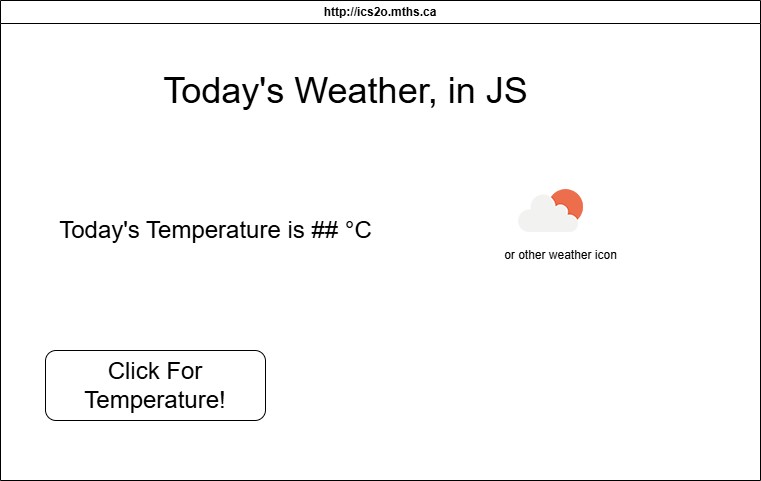 http://ics2o.mths.ca
Today's Weather, in JS
Today's Temperature is ## °C
or other weather icon
Click For
Temperature!